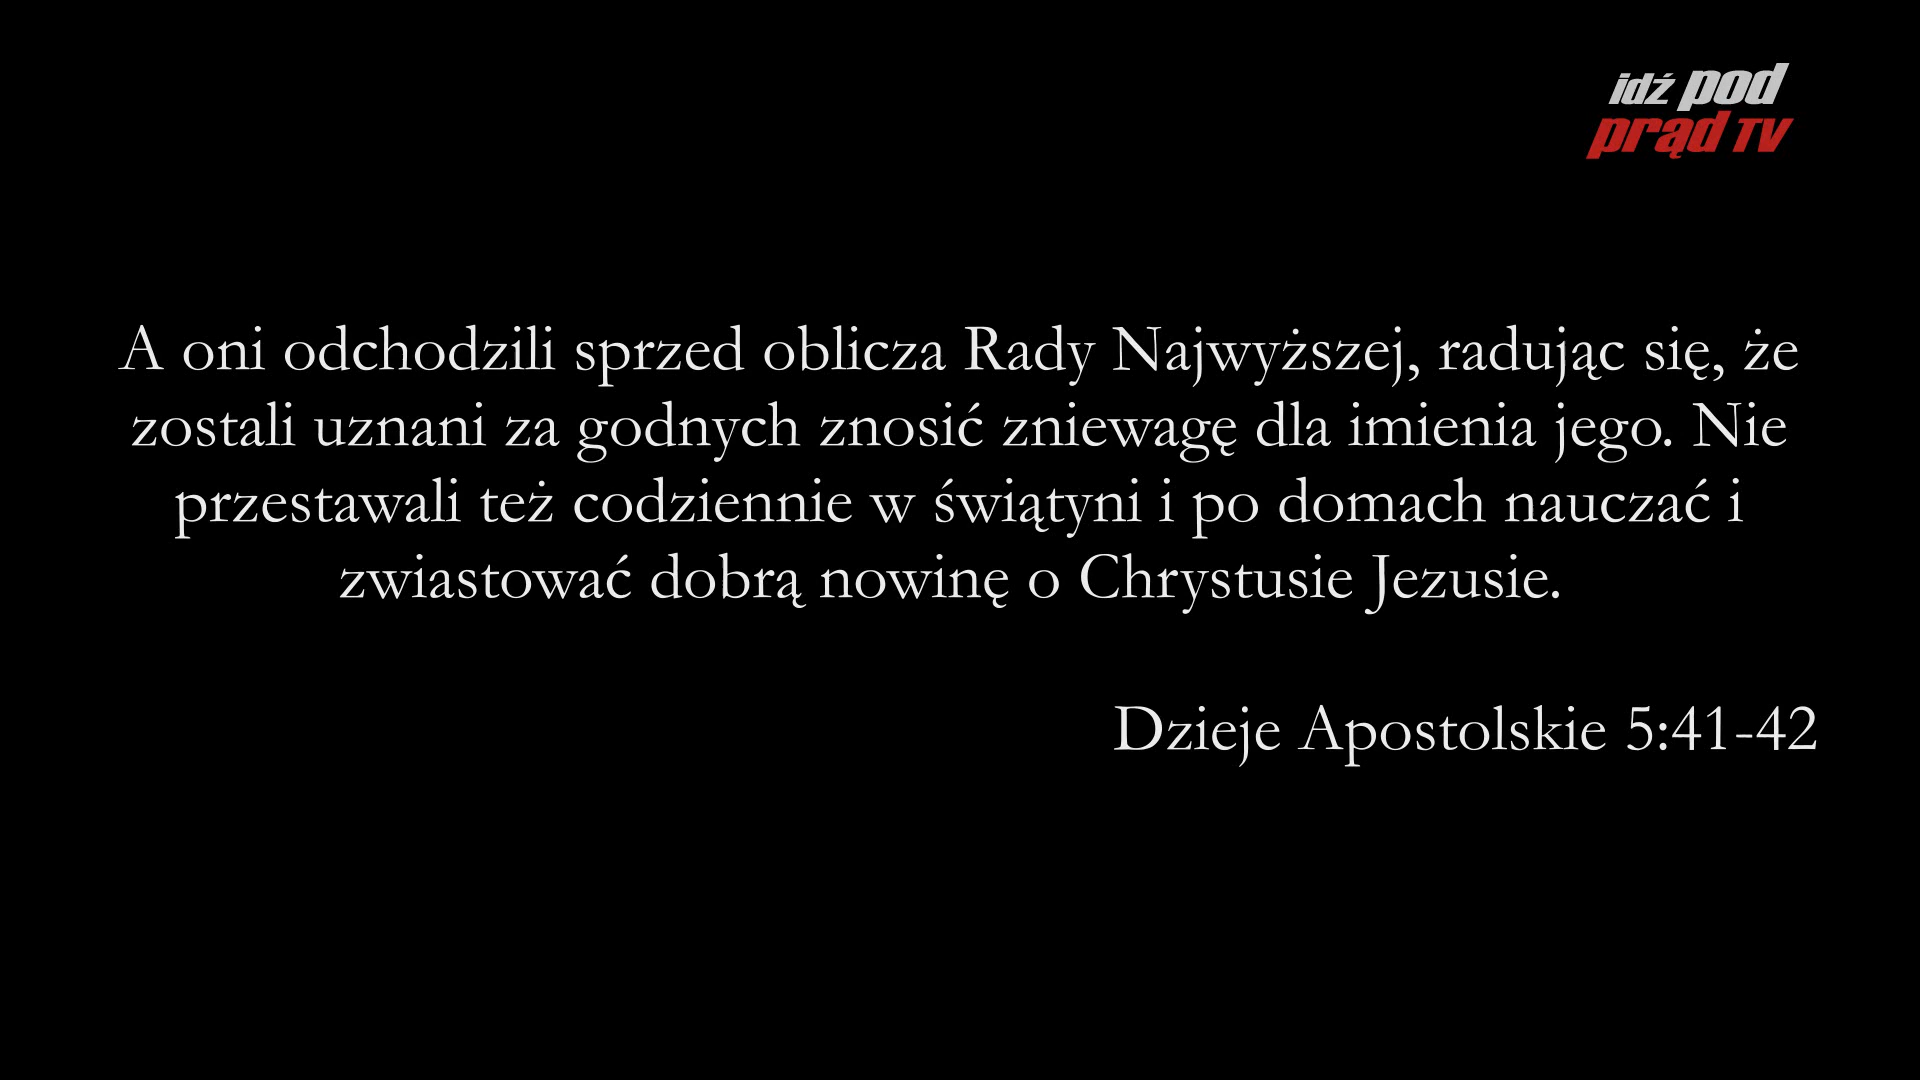 idź pod
prąd TV
A oni odchodzili sprzed oblicza Rady Najwyższej, radując się, że
zostali uznani za godnych znosić zniewagę dla imienia jego. Nie
przestawali też codziennie w świątyni i po domach nauczać i
zwiastować dobrą nowinę o Chrystusie Jezusie.
Dzieje Apostolskie 5:41-42